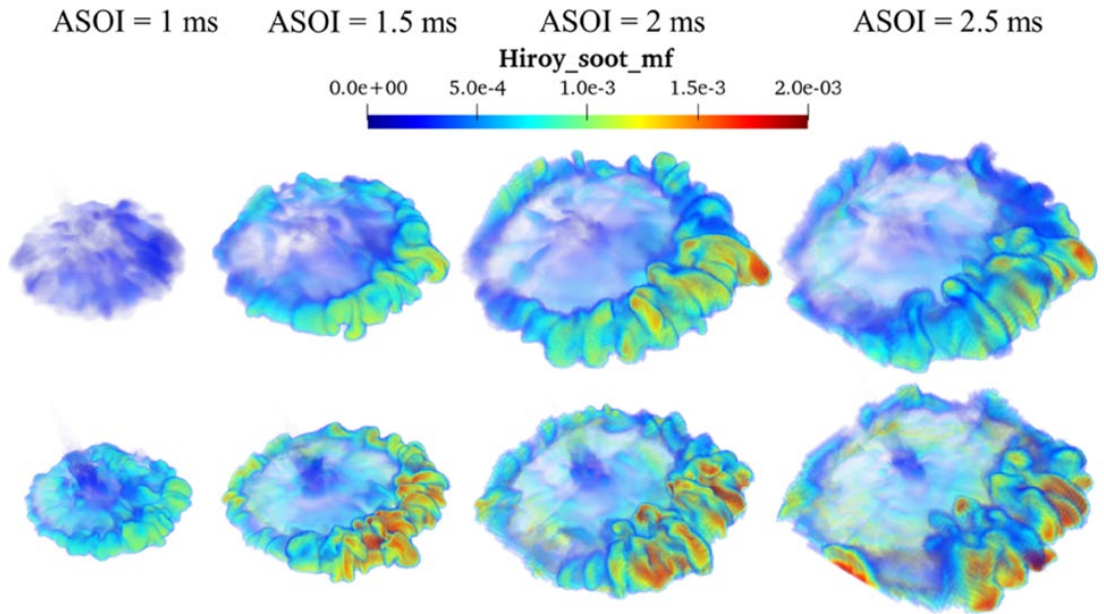 ASOI = 1 ms ASOI = 1.5 ms ASOI = 2 ms ASOI = 2.5 ms
Hiroy_soot_mf
0.0e+00 5.0e-4 1.0e-3 1.5e-3 2.0e-03